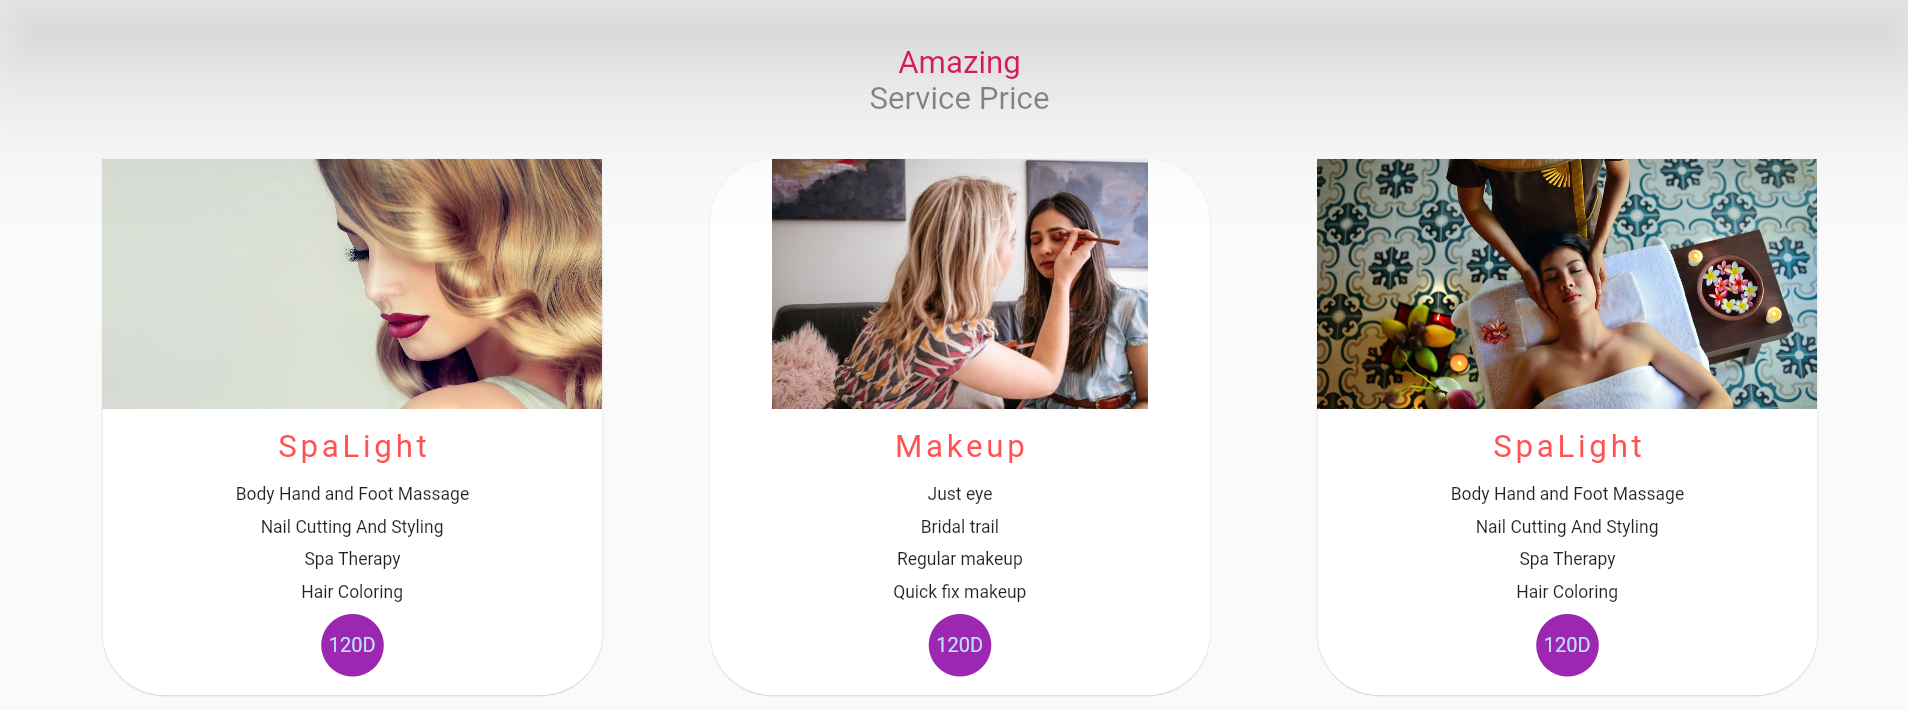 Amazing
Service Price
SpaLight
Body Hand and Foot Massage
Nail Cutting And Styling
Spa Therapy
Hair Coloring
120D
Makeup
Just eye
Bridal trail
Regular makeup
Quick fix makeup
120D
SpaLight
Body Hand and Foot Massage
Nail Cutting And Styling
Spa Therapy
Hair Coloring
120D